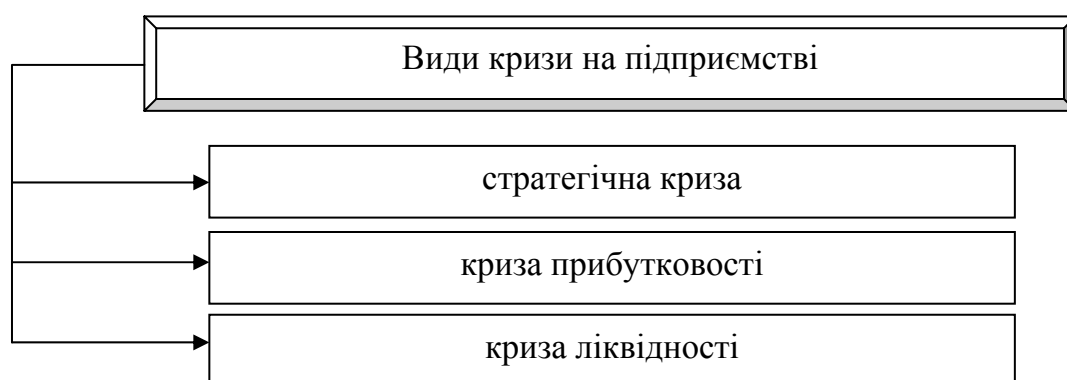 Види кризи на підприємстві
стратегічна криза
криза прибутковості
криза ліквідності